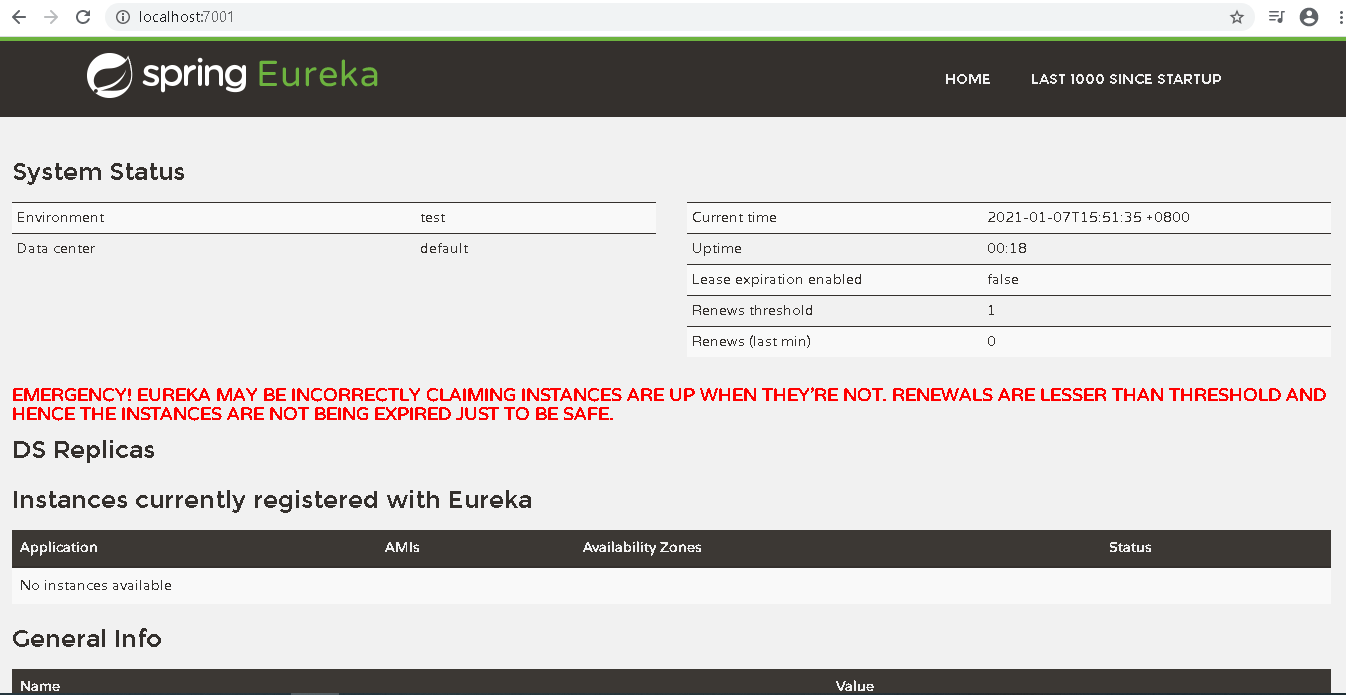 localhost:7001
spring Eureka
HOME LAST 1000 SINCE STARTUP
System Status
Environment test
Data center default
Current time 2021-01-07T15:51:35 +0800
Uptime 00:18
Lease expiration enabled false
Renews threshold 1
Renews (last min) 0
EMERGENCY! EUREKA MAY BE INCORRECTLY CLAIMING INSTANCES ARE UP WHEN THEY'RE NOT. RENEWALS ARE LESSER THAN THRESHOLD AND
HENCE THE INSTANCES ARE NOT BEING EXPIRED JUST TO BE SAFE.
DS Replicas
Instances currently registered with Eureka
Application AMIs Availability Zones Status
No instances available
General Info
Name Value